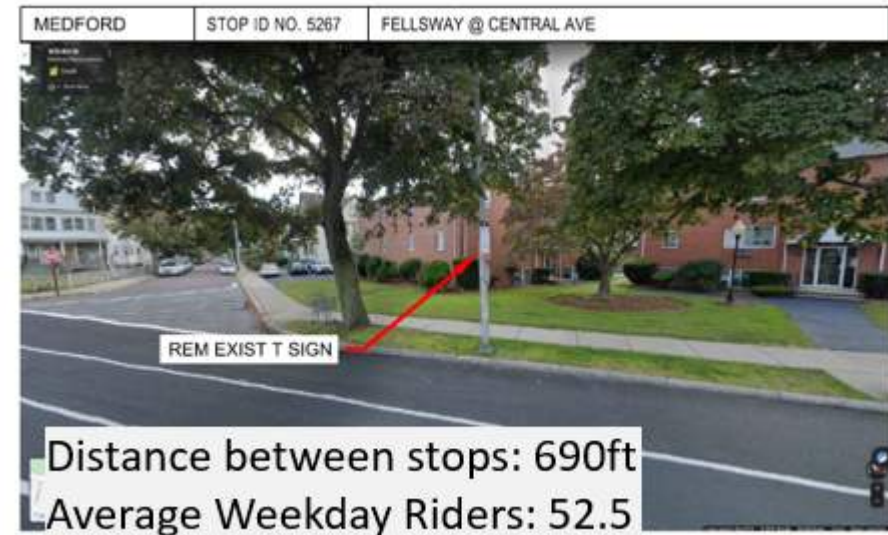 MEDFORD
STOP ID NO. 5267
FELLSWAY @ CENTRAL AVE
REM EXIST T SIGN
Distance between stops: 690ft
Average Weekday Riders: 52.5